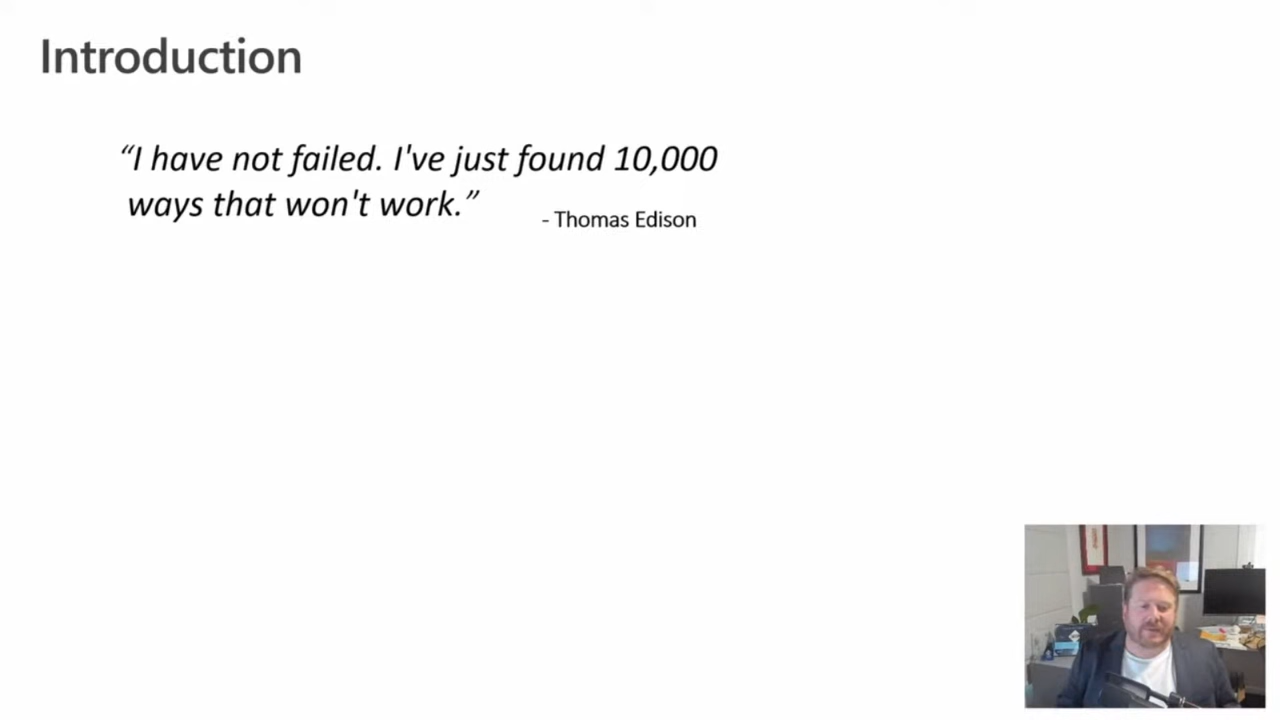 Introduction
“I have not failed. I've just found 10,000
ways that won't work.”
- Thomas Edison